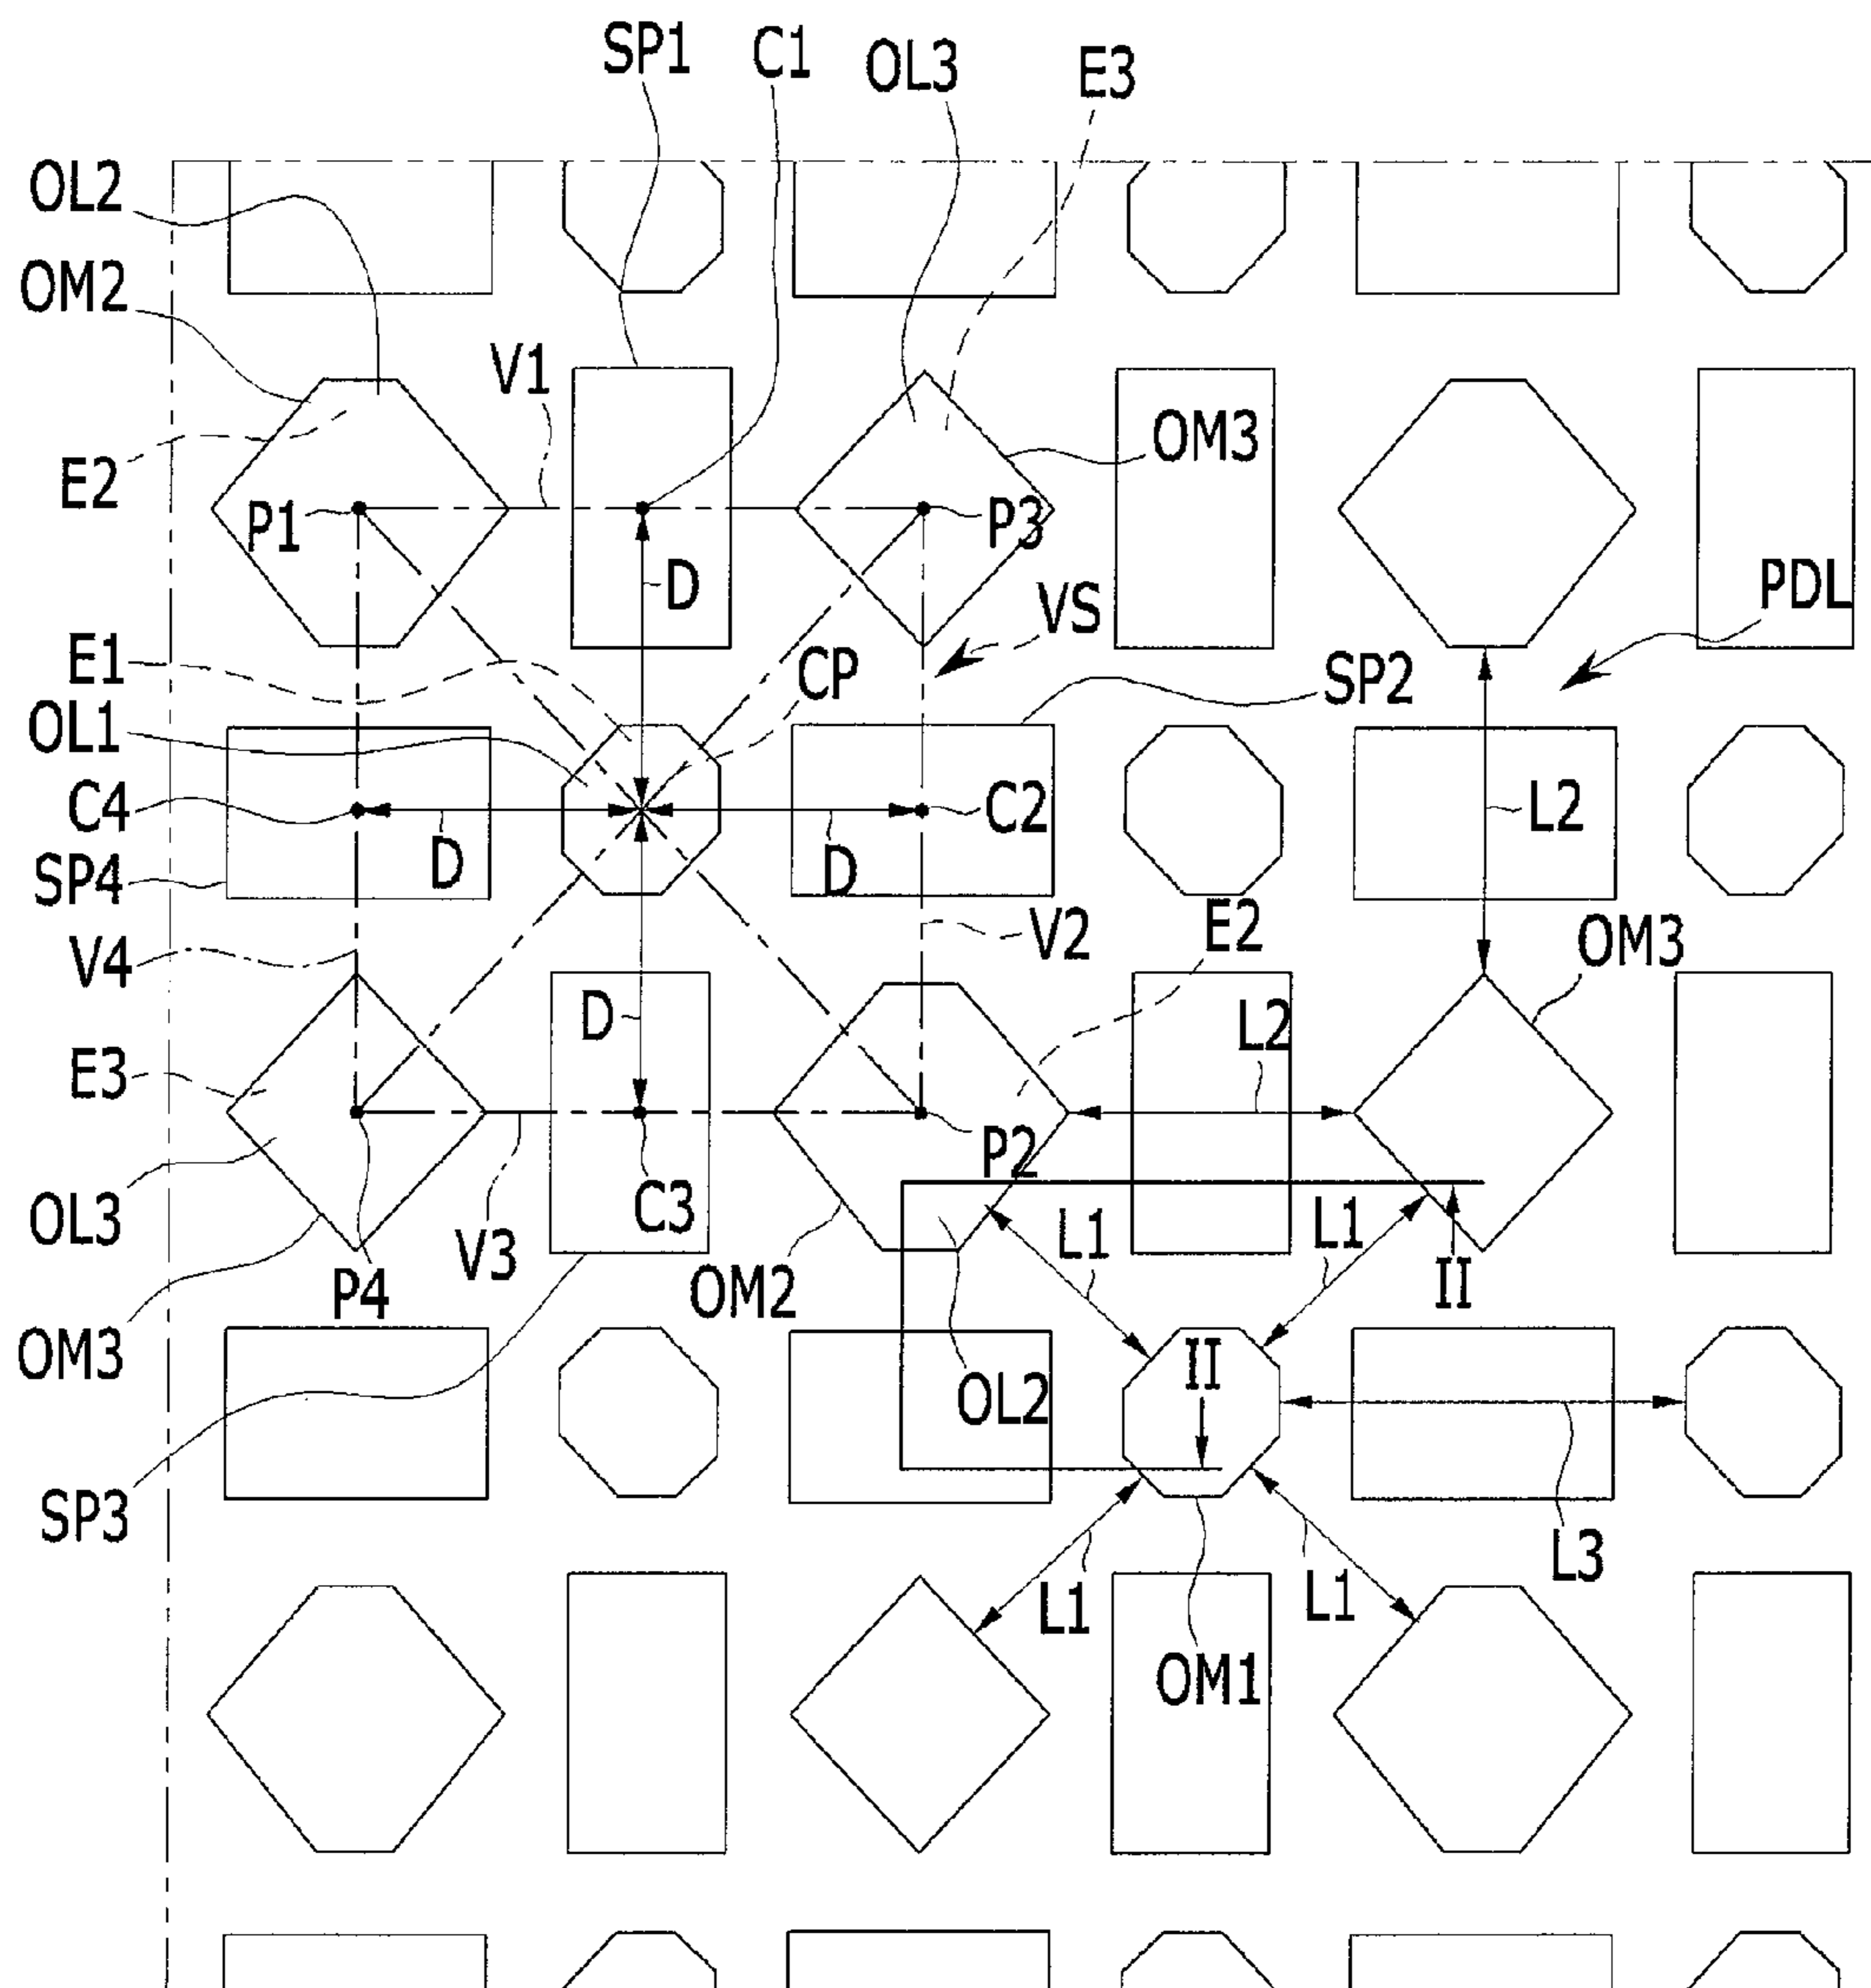 SP1 C1 OL3 E3
OL2
OM2
V1
OM3
E2
P1 P3
D
VS PDL
E1
CP SP2
OL1
C4 C2 L2
D D
SP4
V4 V2 E2 OM3
D L2
E3
P2
OL3 C3 L1 L1
V3
P4 OM2 II
OM3 II
OL2
SP3
L3
L1 L1
OM1